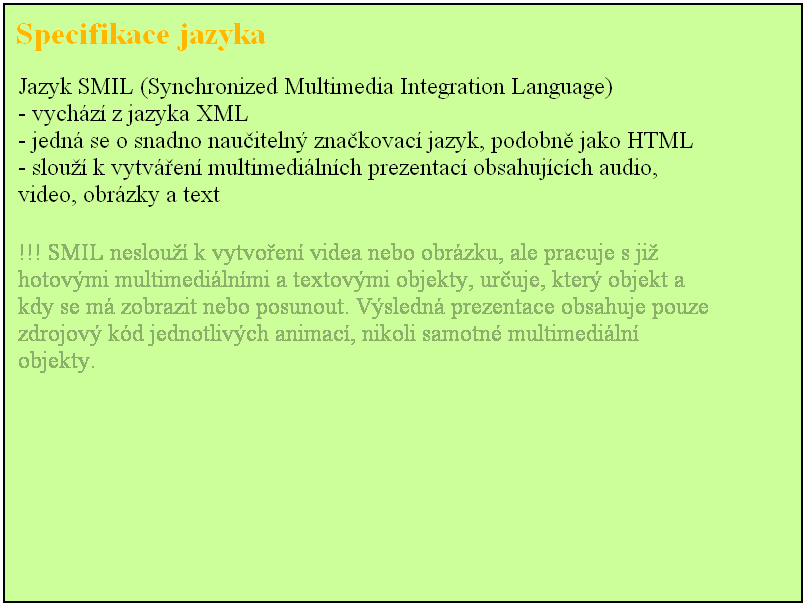 Specifikace jazyka
Jazyk SMIL (Synchronized Multimedia Integration Language)
- vychází z jazyka XML
- jedná se o snadno naučitelný značkovací jazyk, podobně jako HTML
- slouží k vytváření multimediálních prezentací obsahujících audio,
video, obrázky a text
!!! SMIL neslouží k vytvoření videa nebo obrázku, ale pracuje s již
hotovými multimediálními a textovými objekty, určuje, který objekt a
kdy se má zobrazit nebo posunout. Výsledná prezentace obsahuje pouze
zdrojový kód jednotlivých animací, nikoli samotné multimediální
objekty.